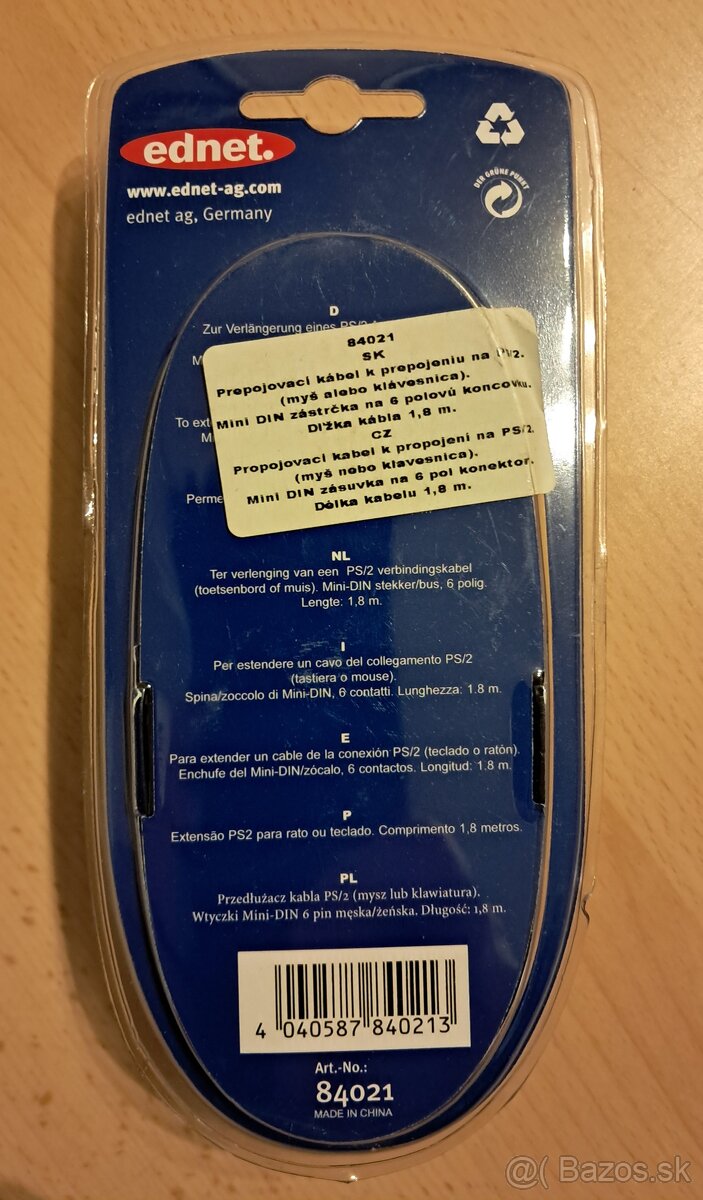 ednet.
www.ednet-ag.com
ednet ag, Germany
DER GRÜNE PUNKT
D
Zur Verlängerung eines PS/2
M
To ext
M
Perme
84021
SK
Prepojovací kábel k prepojeniu na PS/2.
(myš alebo klávesnica).
Mini DIN zástrčka na 6 polovú koncovku.
Dĺžka kábla 1,8 m.
CZ
Propojovací kabel k propojení na PS/2.
(myš nebo klavesnica).
Mini DIN zásuvka na 6 pol konektor.
Délka kabelu 1,8 m.
NL
Ter verlenging van een PS/2 verbindingskabel
(toetsenbord of muis). Mini-DIN stekker/bus, 6 polig.
Lengte: 1,8 m.
I
Per estendere un cavo del collegamento PS/2
(tastiera o mouse).
Spina/zoccolo di Mini-DIN, 6 contatti. Lunghezza: 1.8 m.
E
Para extender un cable de la conexión PS/2 (teclado o ratón).
Enchufe del Mini-DIN/zócalo, 6 contactos. Longitud: 1.8 m.
P
Extensão PS2 para rato ou teclado. Comprimento 1,8 metros.
PL
Przedłużacz kabla PS/2 (mysz lub klawiatura).
Wtyczki Mini-DIN 6 pin męska/żeńska. Długość: 1,8 m.
4 040587 840213
Art.-No.:
84021
MADE IN CHINA
@( Bazos.sk